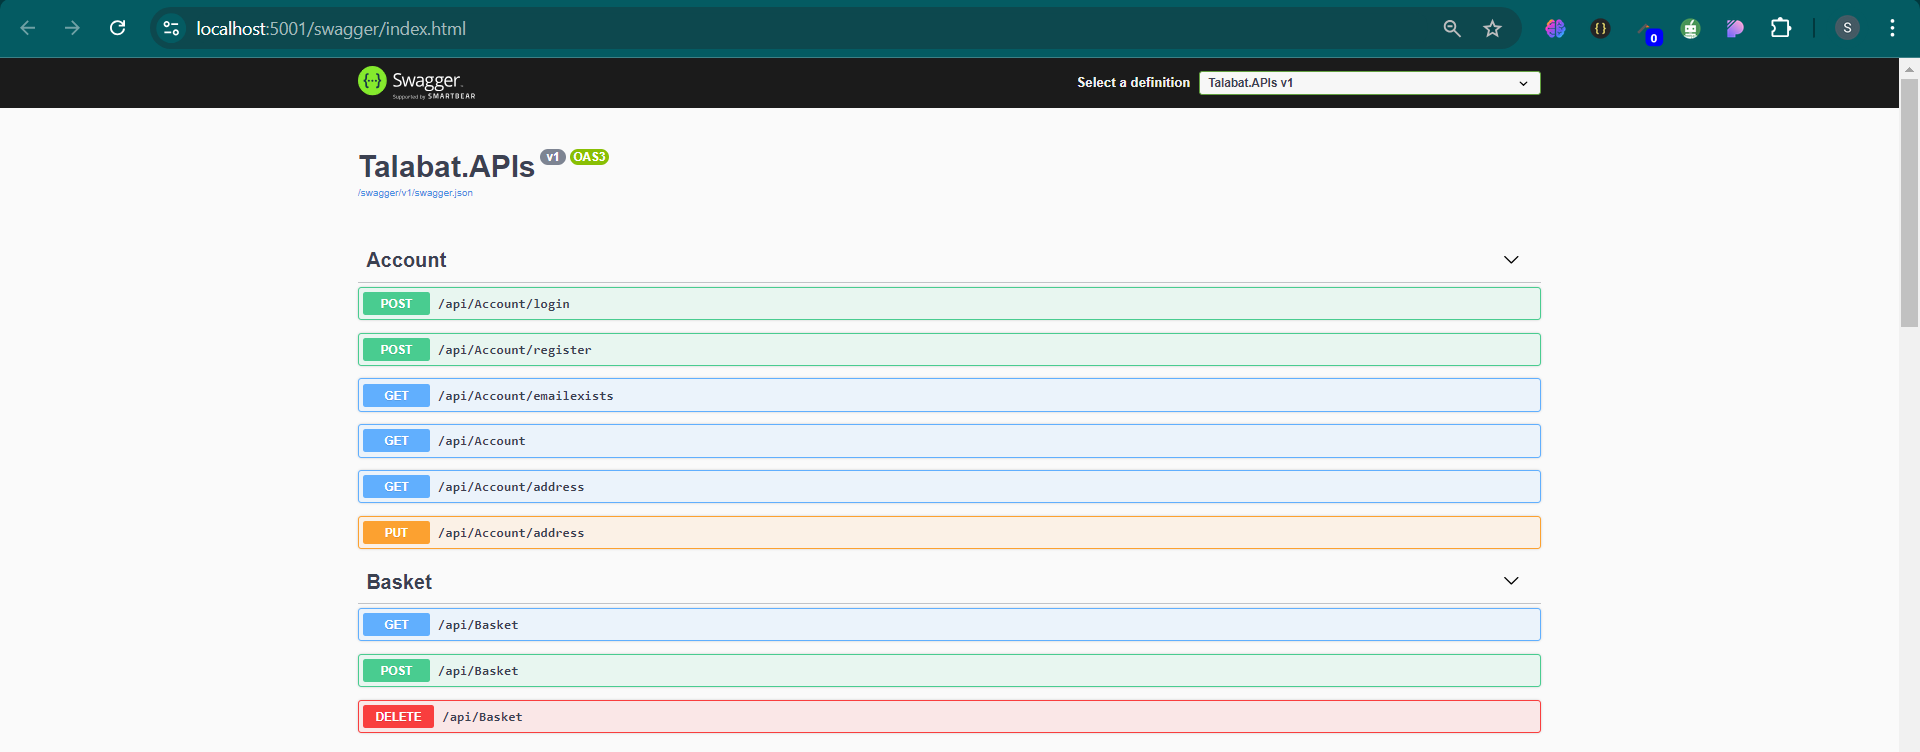 localhost:5001/swagger/index.html
0
S
{···} Swagger.
Supported by SMARTBEAR
Select a definition
Talabat.APIs v1
Talabat.APIs v1 OAS3
/swagger/v1/swagger.json
Account
POST /api/Account/login
POST /api/Account/register
GET /api/Account/emailexists
GET /api/Account
GET /api/Account/address
PUT /api/Account/address
Basket
GET /api/Basket
POST /api/Basket
DELETE /api/Basket